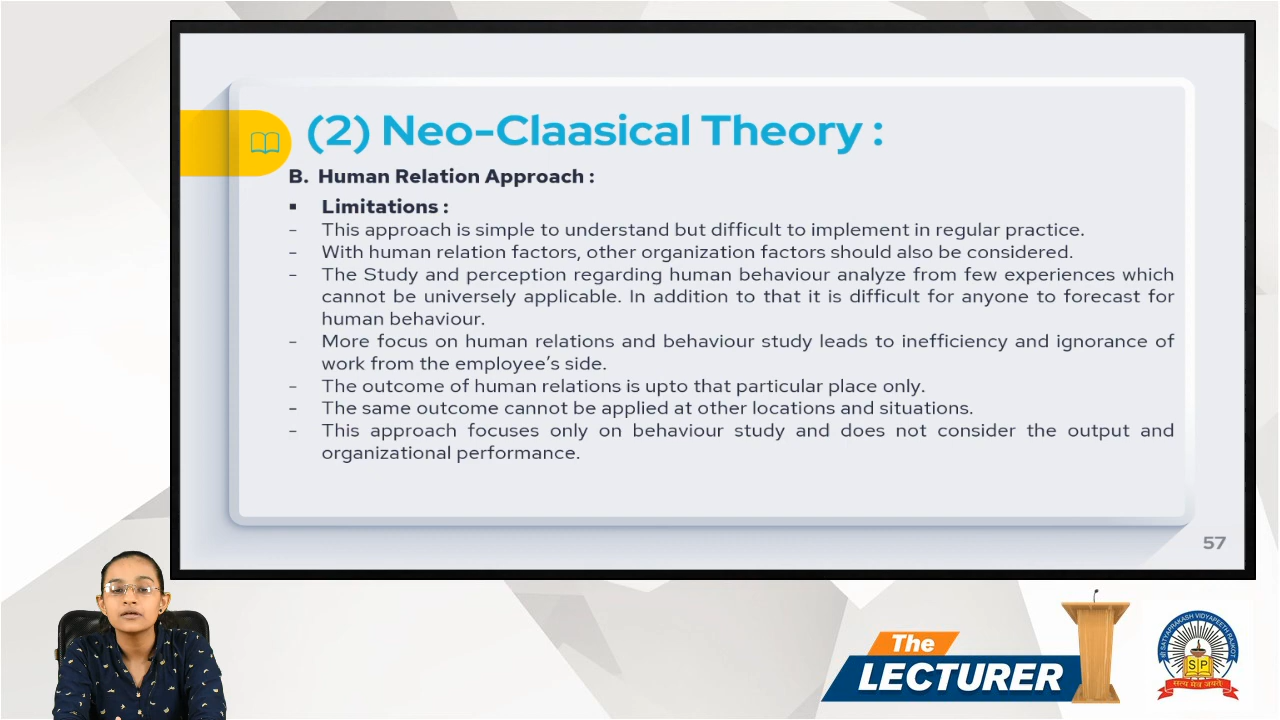 (2) Neo-Claasical Theory :
B. Human Relation Approach :
▪ Limitations :
- This approach is simple to understand but difficult to implement in regular practice.
- With human relation factors, other organization factors should also be considered.
- The Study and perception regarding human behaviour analyze from few experiences which
cannot be universely applicable. In addition to that it is difficult for anyone to forecast for
human behaviour.
- More focus on human relations and behaviour study leads to inefficiency and ignorance of
work from the employee's side.
- The outcome of human relations is upto that particular place only.
- The same outcome cannot be applied at other locations and situations.
- This approach focuses only on behaviour study and does not consider the output and
organizational performance.
57
The
LECTURER
SATYAPRAKASH VIDYAPEETH RAJKOT
S P
सत्य मेव जयते